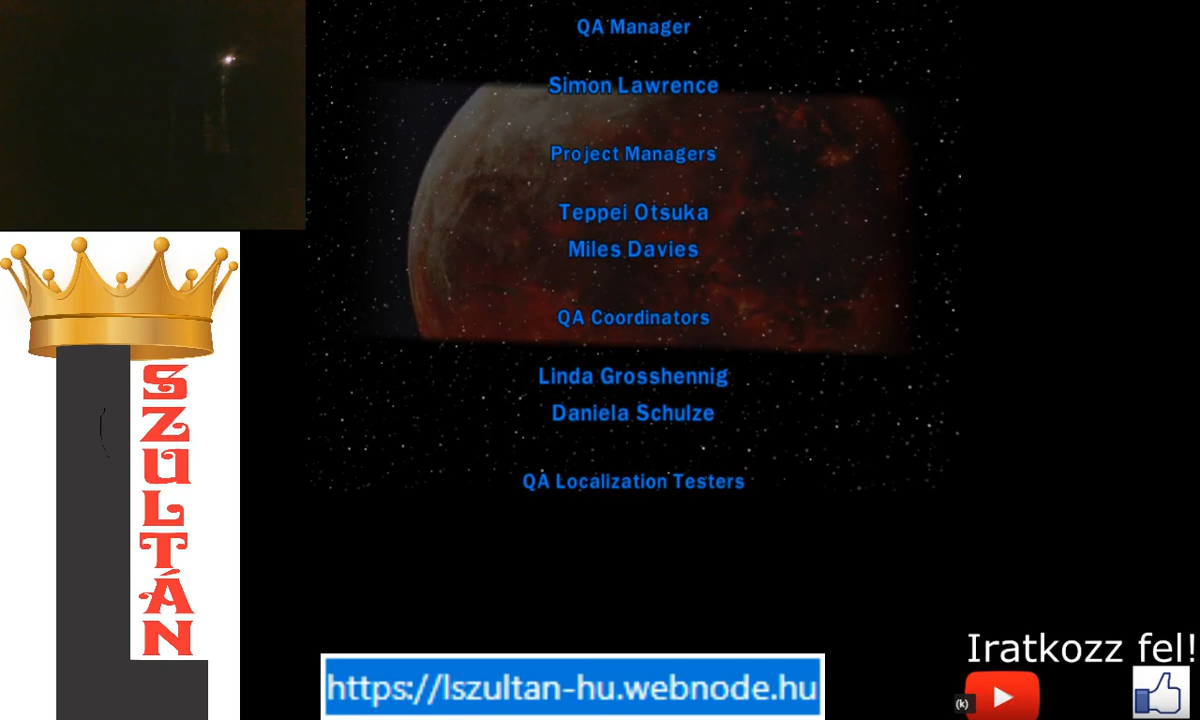 QA Manager
Simon Lawrence
Project Managers
Teppei Otsuka
Miles Davies
QA Coordinators
Linda Grosshennig
Daniela Schulze
QA Localization Testers
L
SZULTÁN
https://lszultan-hu.webnode.hu
Iratkozz fel!
(k)